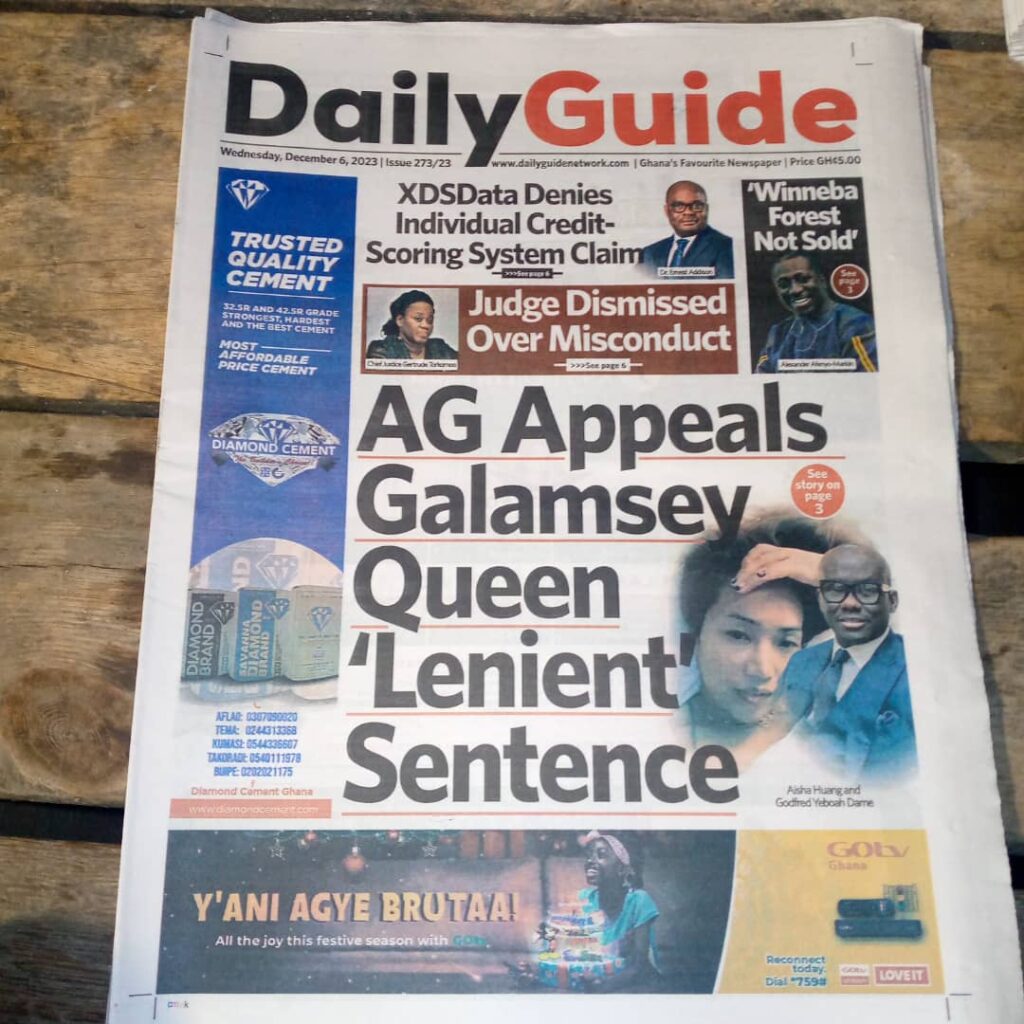 DailyGuide
Wednesday, December 6, 2023 | Issue 273/23
www.dailyguidenetwork.com | Ghana's Favourite Newspaper | Price GH¢5.00
TRUSTED
QUALITY
CEMENT
32.5R AND 42.5R GRADE
STRONGEST, HARDEST
AND THE BEST CEMENT
MOST
AFFORDABLE
PRICE CEMENT
DIAMOND CEMENT
DIAMOND
BRAND
SAVANNA
DIAMOND
BRAND
AFLAO: 0307090020
TEMA: 0244313368
KUMASI: 0544336607
TAKORADI: 0540111978
BUIPE: 0202021175
Diamond Cement Ghana
www.diamondcement.com
XDSData Denies
Individual Credit-
Scoring System Claim
>>>See page 6
Dr. Ernest Addison
'Winneba
Forest
Not Sold'
See
page
3
Alexander Afenyo-Markin
Chief Justice Gertrude Torkornoo
Judge Dismissed
Over Misconduct
>>>See page 6
AG Appeals
Galamsey
Queen
'Lenient'
Sentence
See
story on
page
3
Aisha Huang and
Godfred Yeboah Dame
Y'ANI AGYE BRUTAA!
All the joy this festive season with GOtv
GOtv
Ghana
Reconnect
today.
Dial *759#
GOtv
LOVE IT